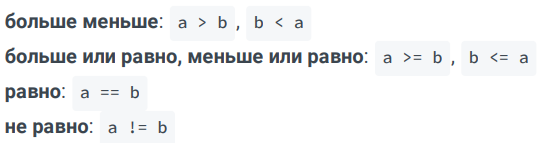 больше меньше: a > b , b < a
больше или равно, меньше или равно: a >= b , b <= a
равно: a == b
не равно: a != b